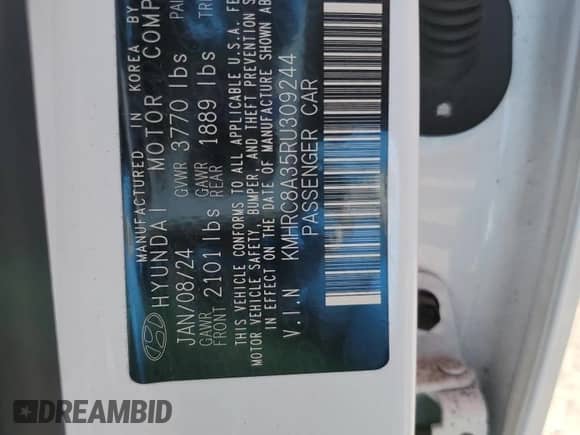 MANUFACTURED IN KOREA BY
HYUNDAI MOTOR COMP
JAN/08/24 GVWR 3770 lbs PAI
GAWR FRONT 2101 lbs GAWR REAR 1889 lbs TR
THIS VEHICLE CONFORMS TO ALL APPLICABLE U.S.A. FE
MOTOR VEHICLE SAFETY, BUMPER, AND THEFT PREVENTION S
IN EFFECT ON THE DATE OF MANUFACTURE SHOWN AB
V.I.N KMHRC8A35RU309244
PASSENGER CAR
DREAMBID